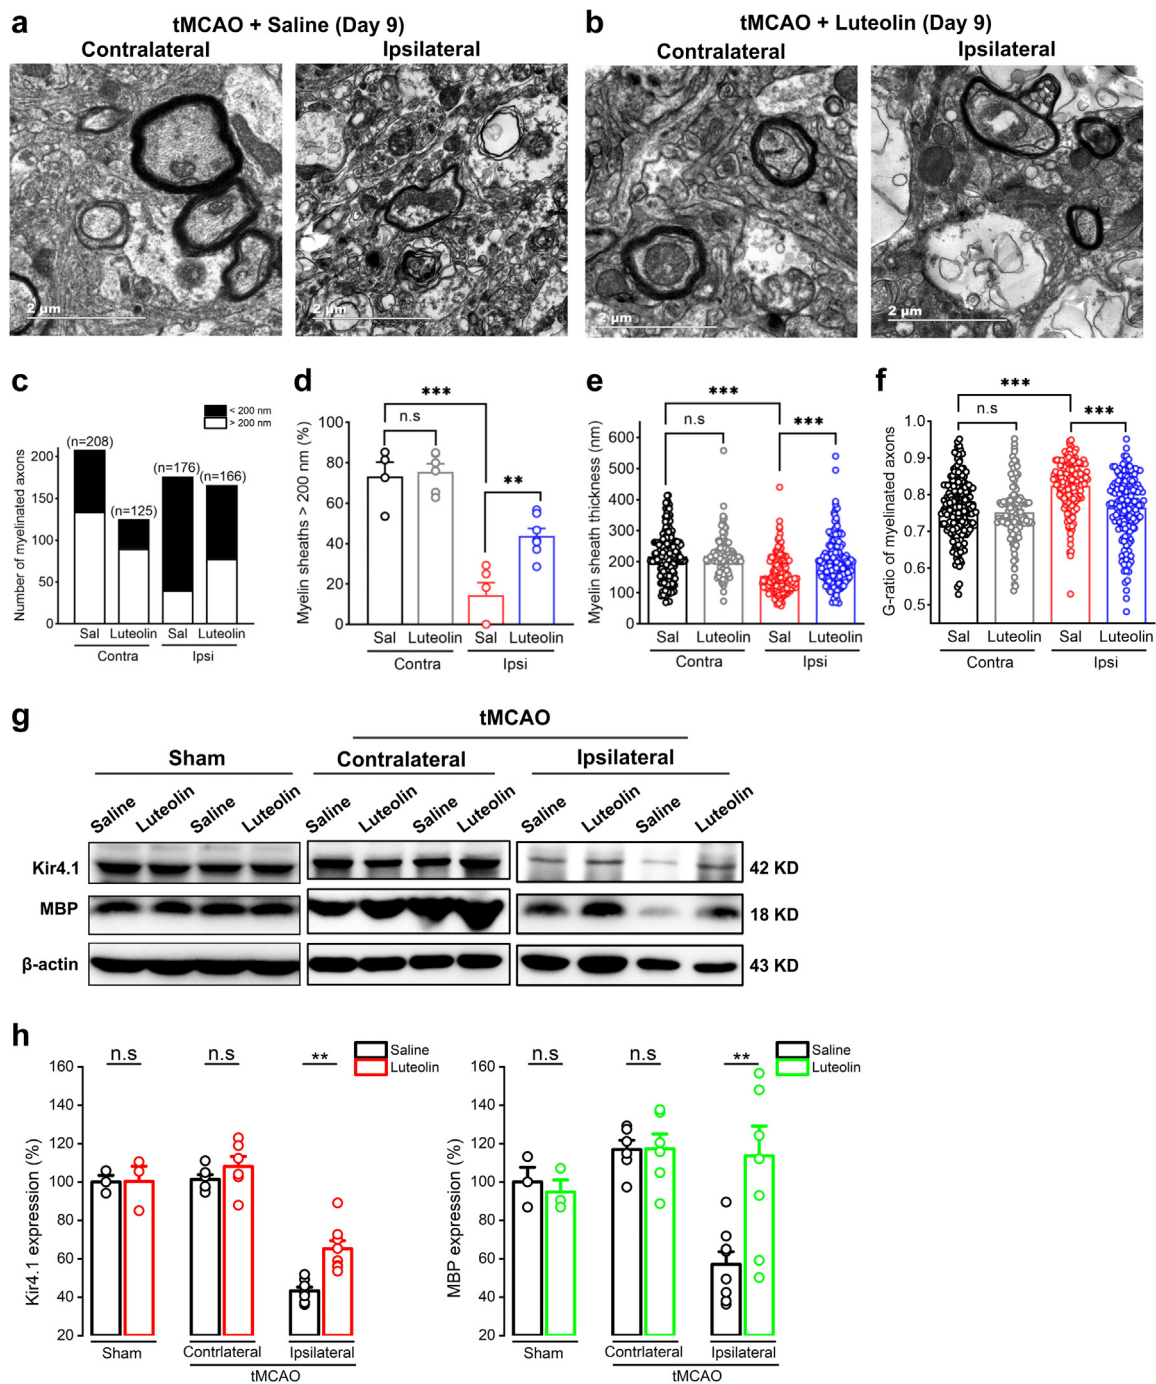 a
tMCAO + Saline (Day 9)
Contralateral
Ipsilateral
2 µm
2 µm
b
tMCAO + Luteolin (Day 9)
Contralateral
Ipsilateral
2 µm
2 µm
c
< 200 nm
> 200 nm
(n=208)
(n=125)
(n=176)
(n=166)
Number of myelinated axons
200
150
100
50
0
Sal Luteolin Sal Luteolin
Contra Ipsi
d
***
n.s
**
Myelin sheaths > 200 nm (%)
100
80
60
40
20
0
Sal Luteolin Sal Luteolin
Contra Ipsi
e
***
n.s
***
Myelin sheath thickness (nm)
600
500
400
300
200
100
0
Sal Luteolin Sal Luteolin
Contra Ipsi
f
***
n.s
***
G-ratio of myelinated axons
1.0
0.9
0.8
0.7
0.6
0.5
Sal Luteolin Sal Luteolin
Contra Ipsi
g
tMCAO
Sham Contralateral Ipsilateral
Saline Luteolin Saline Luteolin Saline Luteolin Saline Luteolin Saline Luteolin Saline Luteolin
Kir4.1 42 KD
MBP 18 KD
β-actin 43 KD
h
n.s n.s **
Saline
Luteolin
Kir4.1 expression (%)
160
140
120
100
80
60
40
20
Sham Contrlateral Ipsilateral
tMCAO
n.s n.s **
Saline
Luteolin
MBP expression (%)
160
140
120
100
80
60
40
20
Sham Contrlateral Ipsilateral
tMCAO